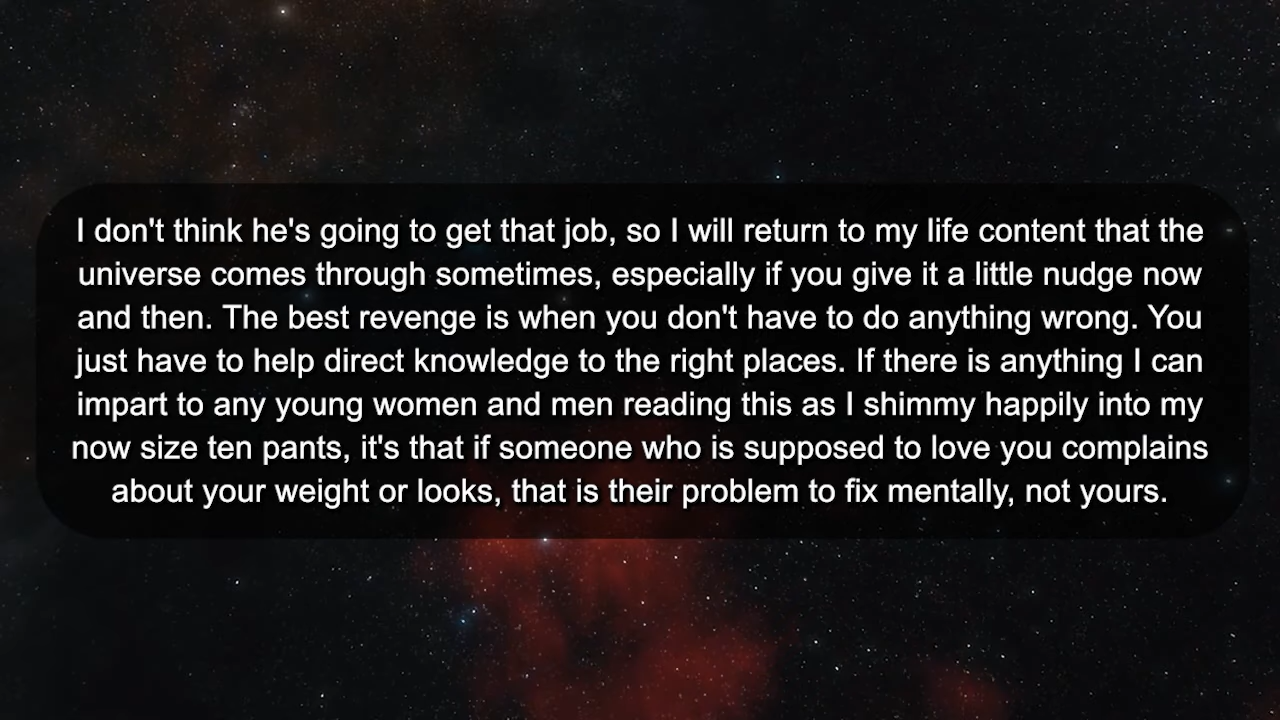 I don't think he's going to get that job, so I will return to my life content that the
universe comes through sometimes, especially if you give it a little nudge now
and then. The best revenge is when you don't have to do anything wrong. You
just have to help direct knowledge to the right places. If there is anything I can
impart to any young women and men reading this as I shimmy happily into my
now size ten pants, it's that if someone who is supposed to love you complains
about your weight or looks, that is their problem to fix mentally, not yours.